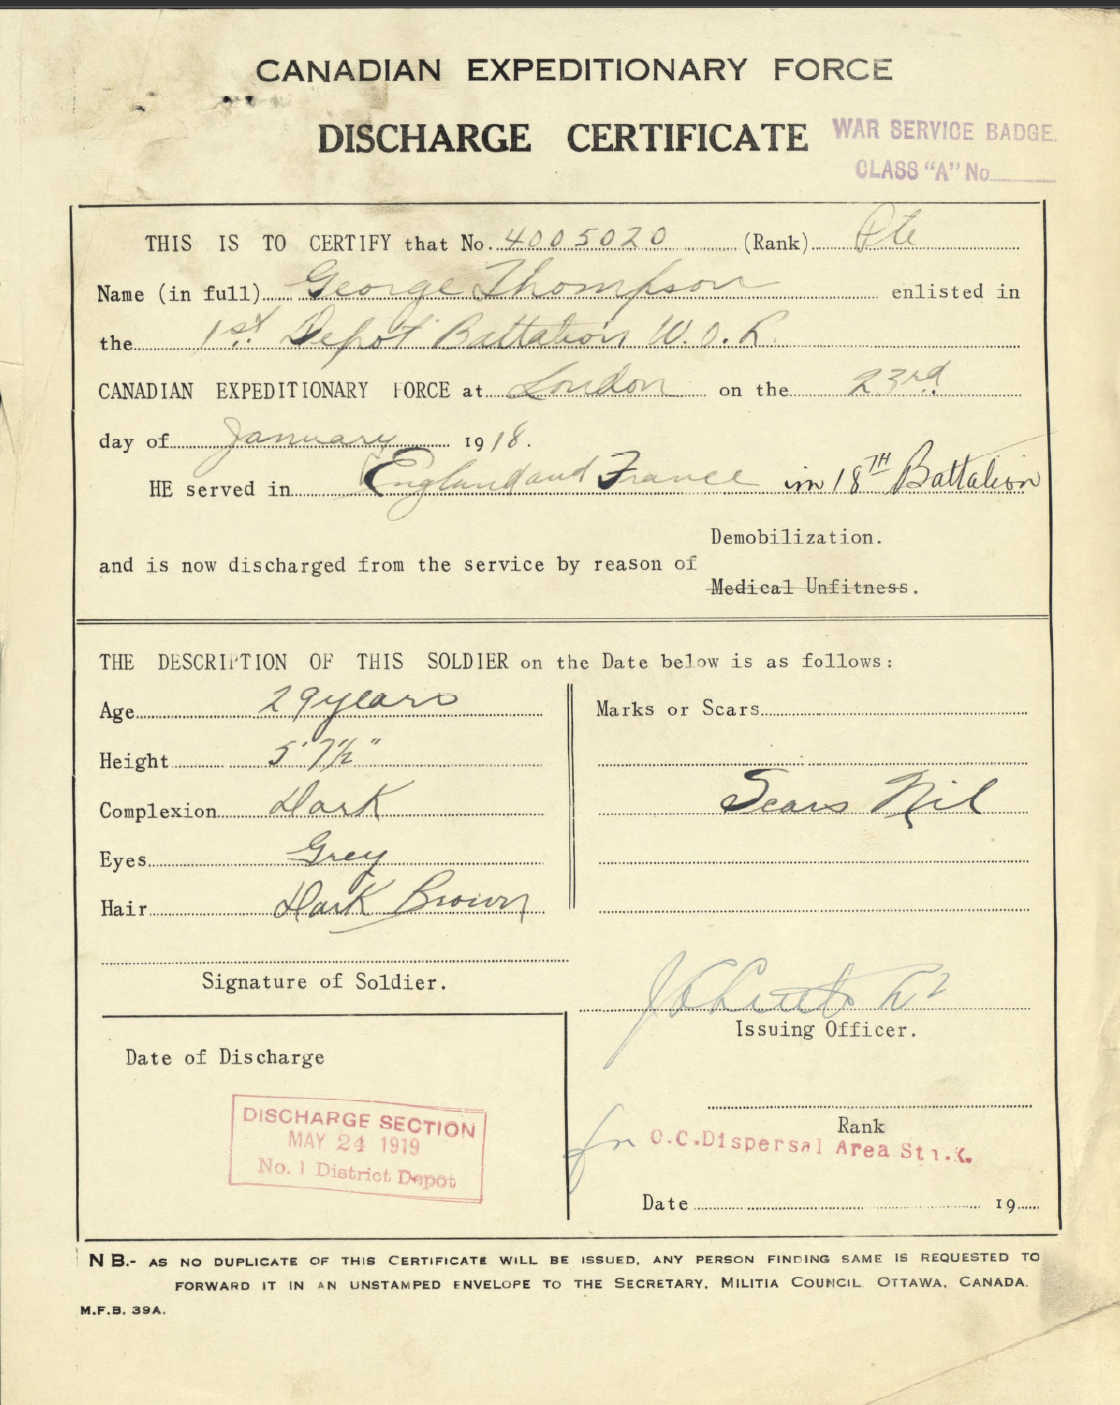 CANADIAN EXPEDITIONARY FORCE
DISCHARGE CERTIFICATE
WAR SERVICE BADGE.
CLASS "A" No.
THIS IS TO CERTIFY that No. 4005020 (Rank) Pte
Name (in full) George Thompson enlisted in
the 1st. Depot Battalion W.O.R.
CANADIAN EXPEDITIONARY FORCE at London on the 23rd
day of January 1918.
HE served in England and France in 18TH Battalion
Demobilization.
and is now discharged from the service by reason of
Medical Unfitness.
THE DESCRIPTION OF THIS SOLDIER on the Date below is as follows:
Age 29 years
Height 5' 7½"
Complexion Dark
Eyes Grey
Hair Dark Brown
Marks or Scars
Scars Nil
Signature of Soldier.
Issuing Officer.
Date of Discharge
DISCHARGE SECTION
MAY 24 1919
No. 1 District Depot
Rank
for O.C. Dispersal Area Stn. K.
Date 19
NB.- AS NO DUPLICATE OF THIS CERTIFICATE WILL BE ISSUED, ANY PERSON FINDING SAME IS REQUESTED TO
FORWARD IT IN AN UNSTAMPED ENVELOPE TO THE SECRETARY, MILITIA COUNCIL OTTAWA, CANADA.
M.F.B. 39A.